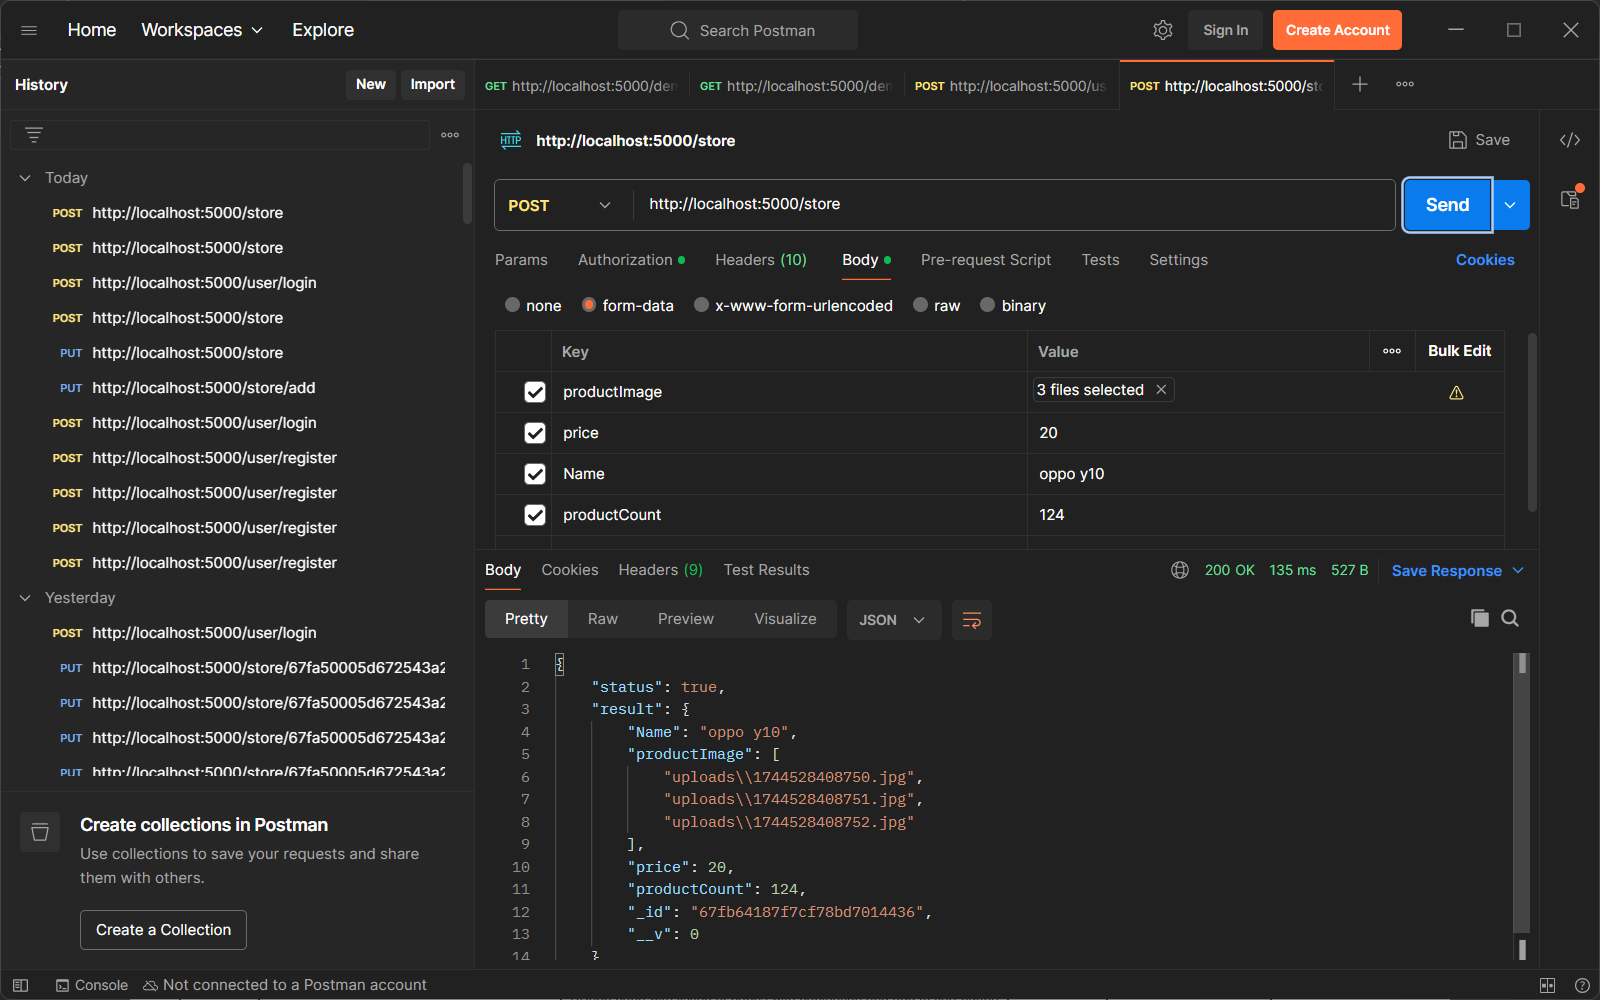 Home Workspaces Explore Search Postman Sign In Create Account
History New Import
GET http://localhost:5000/den GET http://localhost:5000/den POST http://localhost:5000/us POST http://localhost:5000/sto
HTTP http://localhost:5000/store Save
Today
POST http://localhost:5000/store
POST http://localhost:5000/store
POST http://localhost:5000/user/login
POST http://localhost:5000/store
PUT http://localhost:5000/store
PUT http://localhost:5000/store/add
POST http://localhost:5000/user/login
POST http://localhost:5000/user/register
POST http://localhost:5000/user/register
POST http://localhost:5000/user/register
POST http://localhost:5000/user/register
Yesterday
POST http://localhost:5000/user/login
PUT http://localhost:5000/store/67fa50005d672543a2
PUT http://localhost:5000/store/67fa50005d672543a2
PUT http://localhost:5000/store/67fa50005d672543a2
PUT http://localhost:5000/store/67fa50005d672543a2
Create collections in Postman
Use collections to save your requests and share
them with others.
Create a Collection
POST http://localhost:5000/store Send
Params Authorization Headers (10) Body Pre-request Script Tests Settings Cookies
none form-data x-www-form-urlencoded raw binary
Key Value Bulk Edit
productImage 3 files selected
price 20
Name oppo y10
productCount 124
Body Cookies Headers (9) Test Results 200 OK 135 ms 527 B Save Response
Pretty Raw Preview Visualize JSON
1 {
2 "status": true,
3 "result": {
4 "Name": "oppo y10",
5 "productImage": [
6 "uploads\\1744528408750.jpg",
7 "uploads\\1744528408751.jpg",
8 "uploads\\1744528408752.jpg"
9 ],
10 "price": 20,
11 "productCount": 124,
12 "_id": "67fb64187f7cf78bd7014436",
13 "__v": 0
14 }
Console Not connected to a Postman account